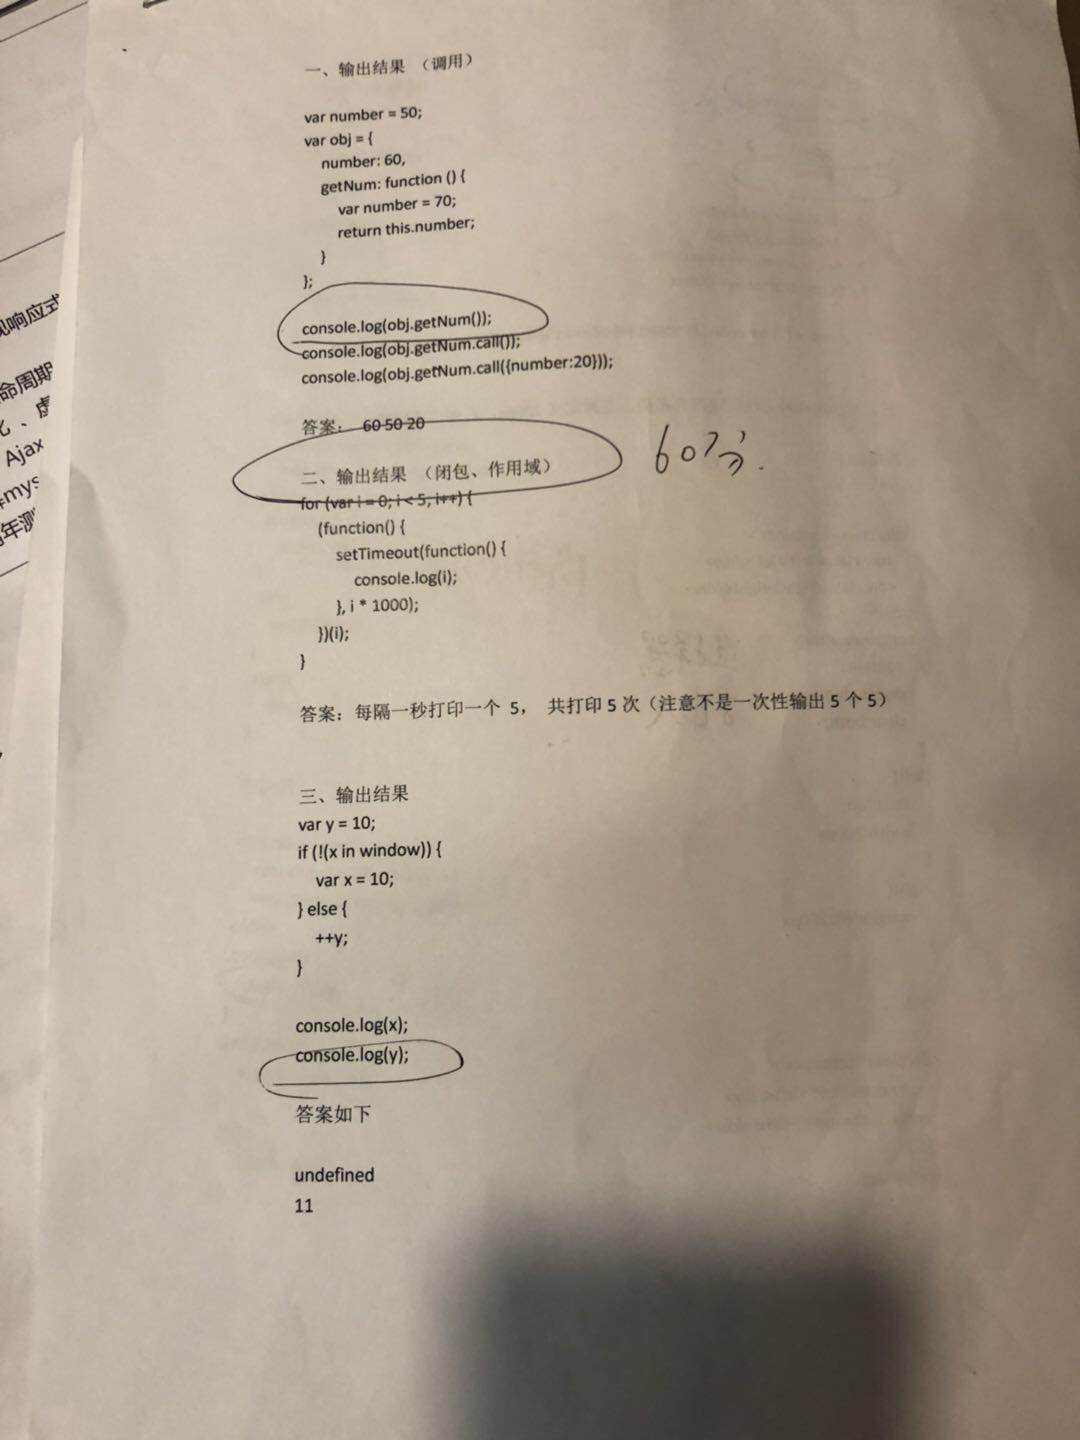 现响应式
命周期
化、虚
Ajax
#mys
年测
一、输出结果 （调用）
var number = 50;
var obj = {
number: 60,
getNum: function () {
var number = 70;
return this.number;
}
};
console.log(obj.getNum());
console.log(obj.getNum.call());
console.log(obj.getNum.call({number:20}));
答案： 60 50 20
60分.
二、输出结果 （闭包、作用域）
for (var i = 0; i < 5, i++) {
(function() {
setTimeout(function() {
console.log(i);
}, i * 1000);
})(i);
}
答案：每隔一秒打印一个 5， 共打印 5 次（注意不是一次性输出 5 个 5）
三、输出结果
var y = 10;
if (!(x in window)) {
var x = 10;
} else {
++y;
}
console.log(x);
console.log(y);
答案如下
undefined
11